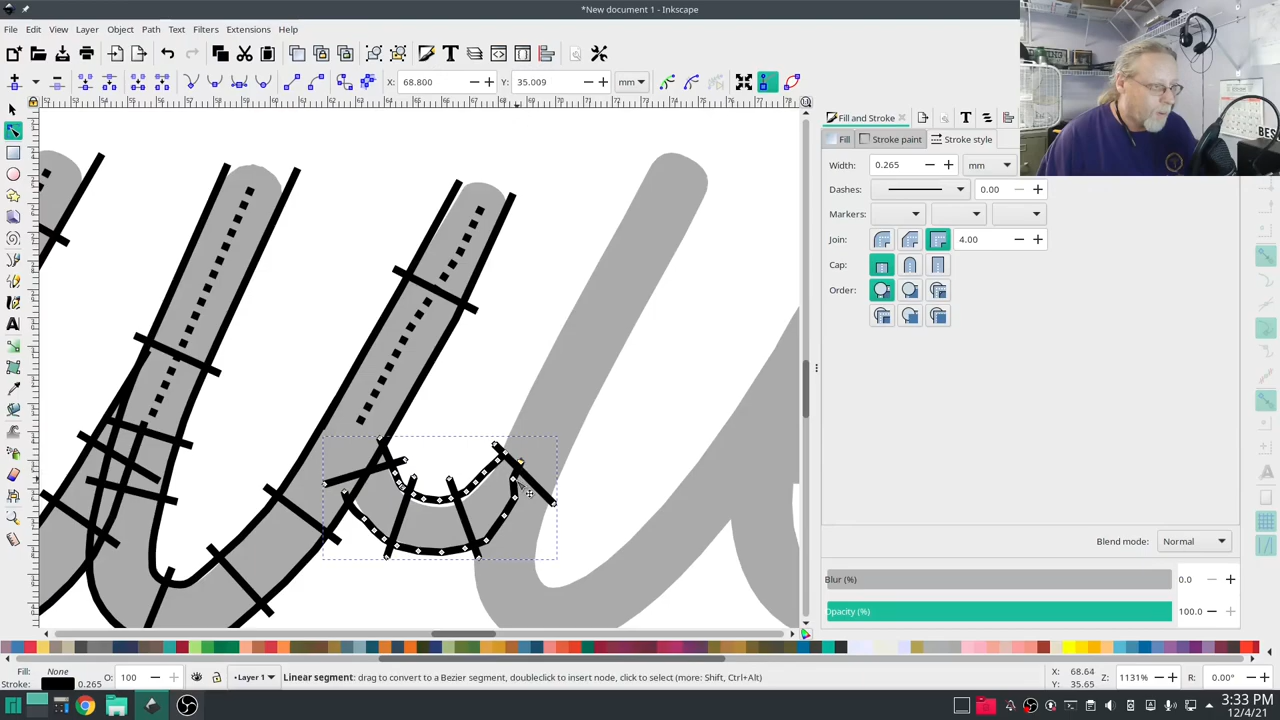 *New document 1 - Inkscape
File Edit View Layer Object Path Text Filters Extensions Help
X: 68.800 Y: 35.009 mm
Fill and Stroke
Fill Stroke paint Stroke style
Width: 0.265 mm
Dashes: 0.00
Markers:
Join: 4.00
Cap:
Order:
Blend mode: Normal
Blur (%) 0.0
Opacity (%) 100.0
Fill: None
Stroke: 0.265
O: 100
Layer 1
Linear segment: drag to convert to a Bezier segment, doubleclick to insert node, click to select (more: Shift, Ctrl+Alt)
X: 68.64
Y: 35.65
Z: 1131%
R: 0.00°
3:33 PM
12/4/21